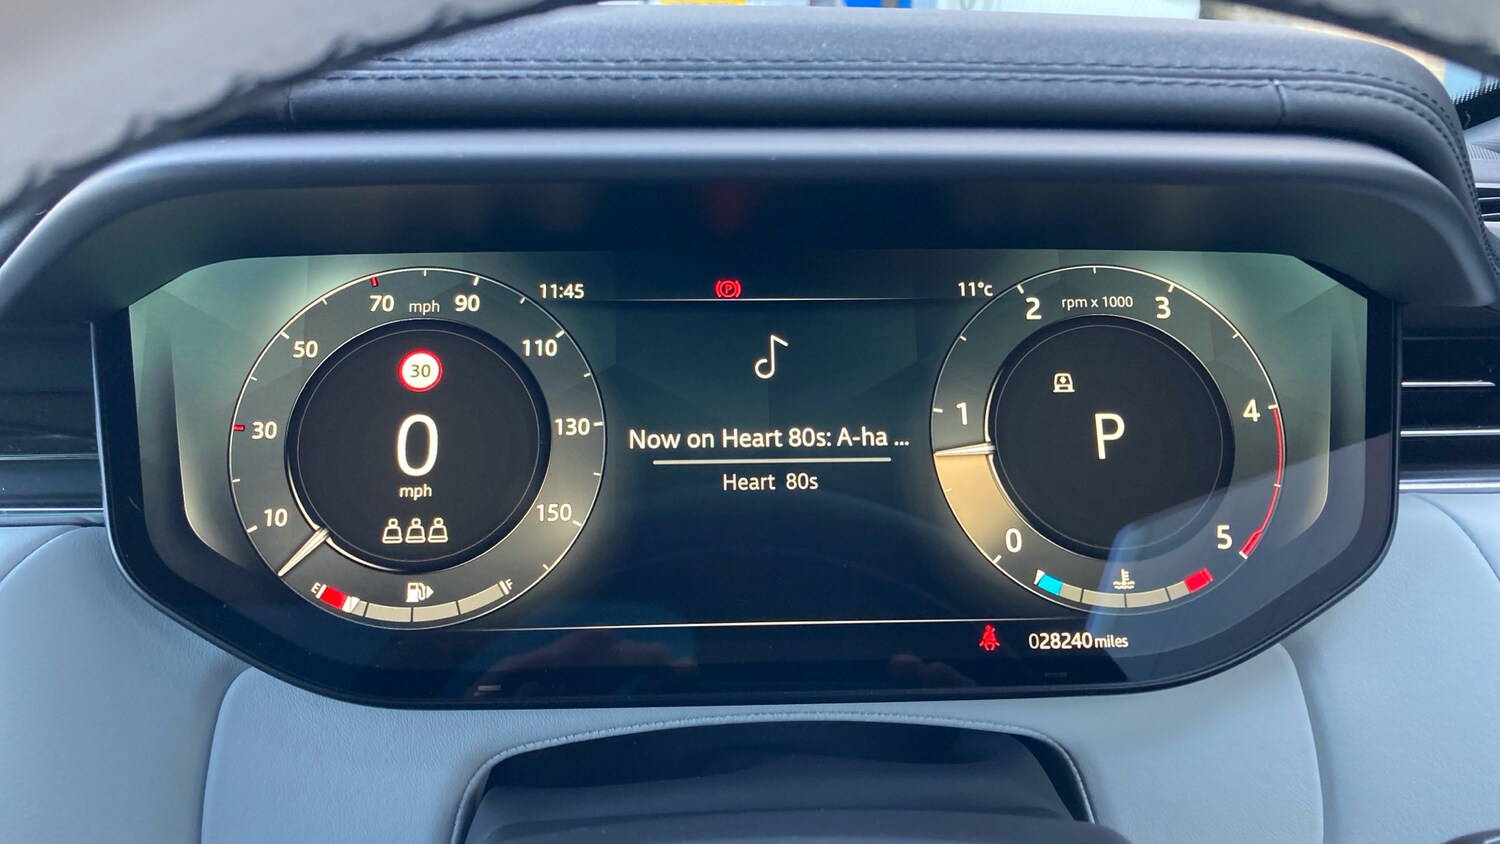 11:45
11°c
70 mph 90
50
110
30
30
130
0
mph
10
150
E
F
Now on Heart 80s: A-ha ...
Heart 80s
2 rpm x 1000 3
1
4
P
0
5
028240 miles